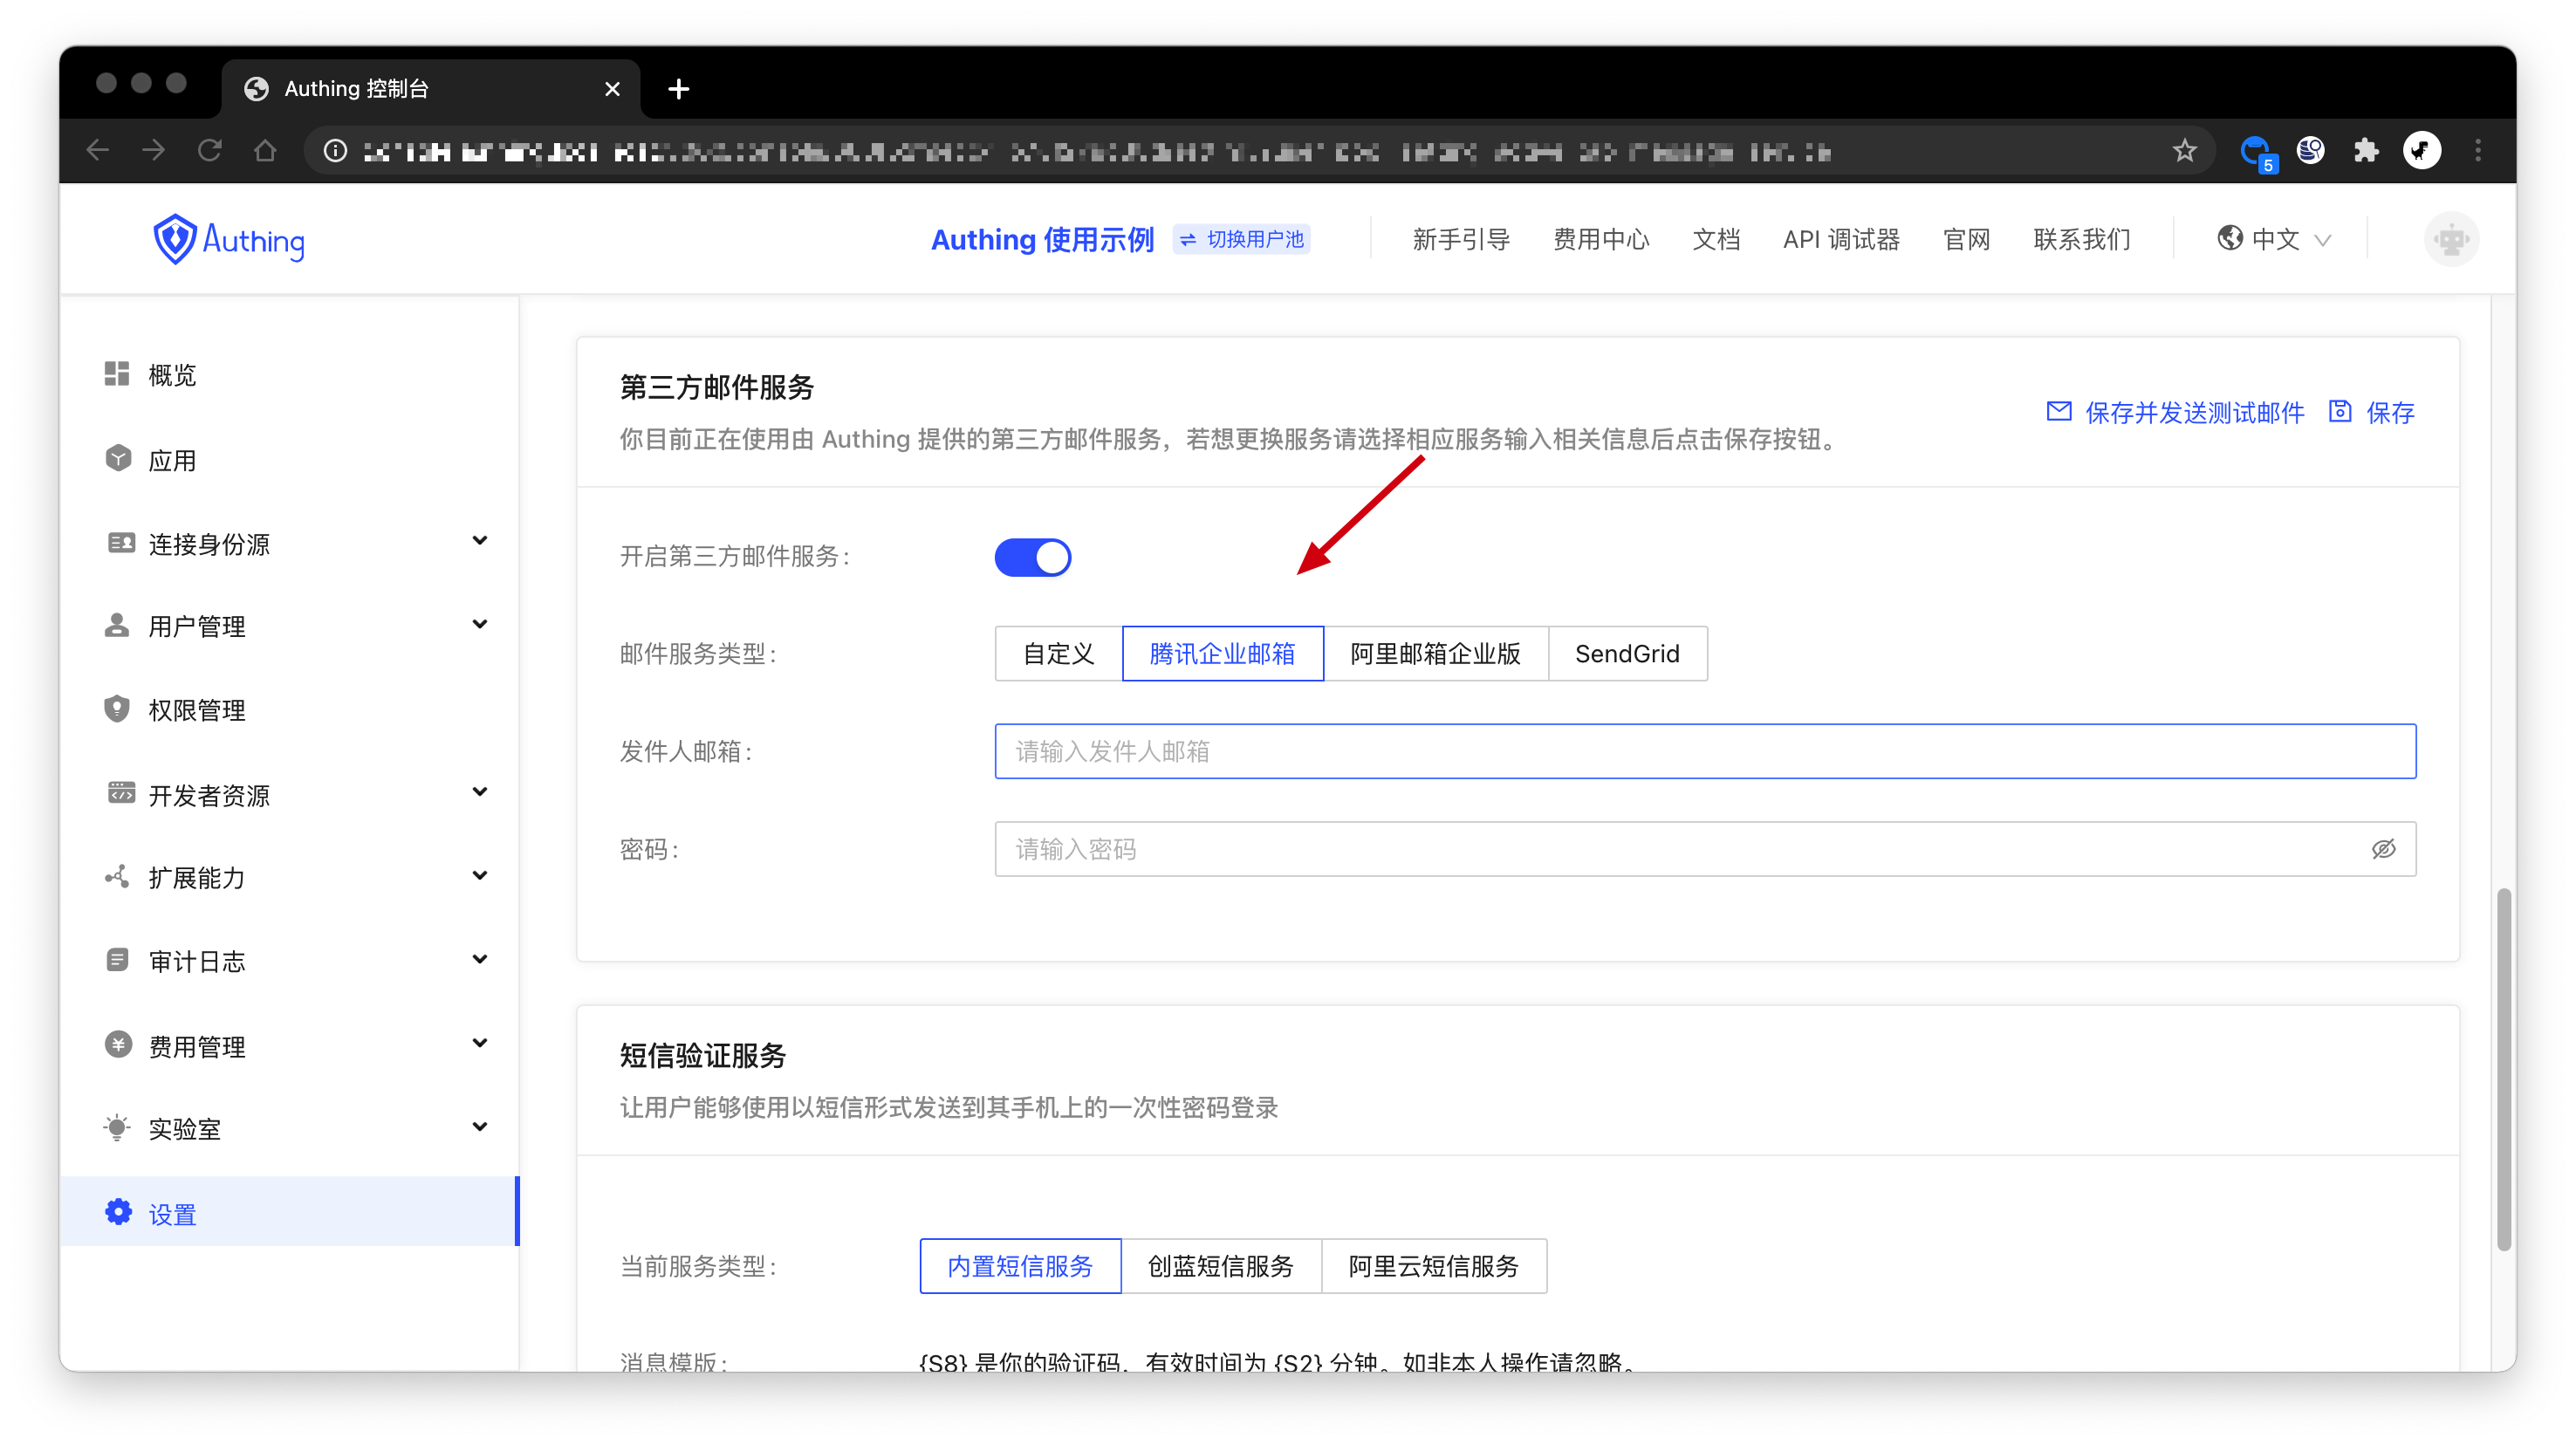 Authing 控制台
5
Authing
Authing 使用示例
切换用户池
新手引导
费用中心
文档
API 调试器
官网
联系我们
中文
概览
应用
连接身份源
用户管理
权限管理
开发者资源
扩展能力
审计日志
费用管理
实验室
设置
第三方邮件服务
你目前正在使用由 Authing 提供的第三方邮件服务，若想更换服务请选择相应服务输入相关信息后点击保存按钮。
保存并发送测试邮件
保存
开启第三方邮件服务：
邮件服务类型：
自定义
腾讯企业邮箱
阿里邮箱企业版
SendGrid
发件人邮箱：
请输入发件人邮箱
密码：
请输入密码
短信验证服务
让用户能够使用以短信形式发送到其手机上的一次性密码登录
当前服务类型：
内置短信服务
创蓝短信服务
阿里云短信服务
消息模版：
{S8} 是你的验证码，有效时间为 {S2} 分钟。如非本人操作请忽略。